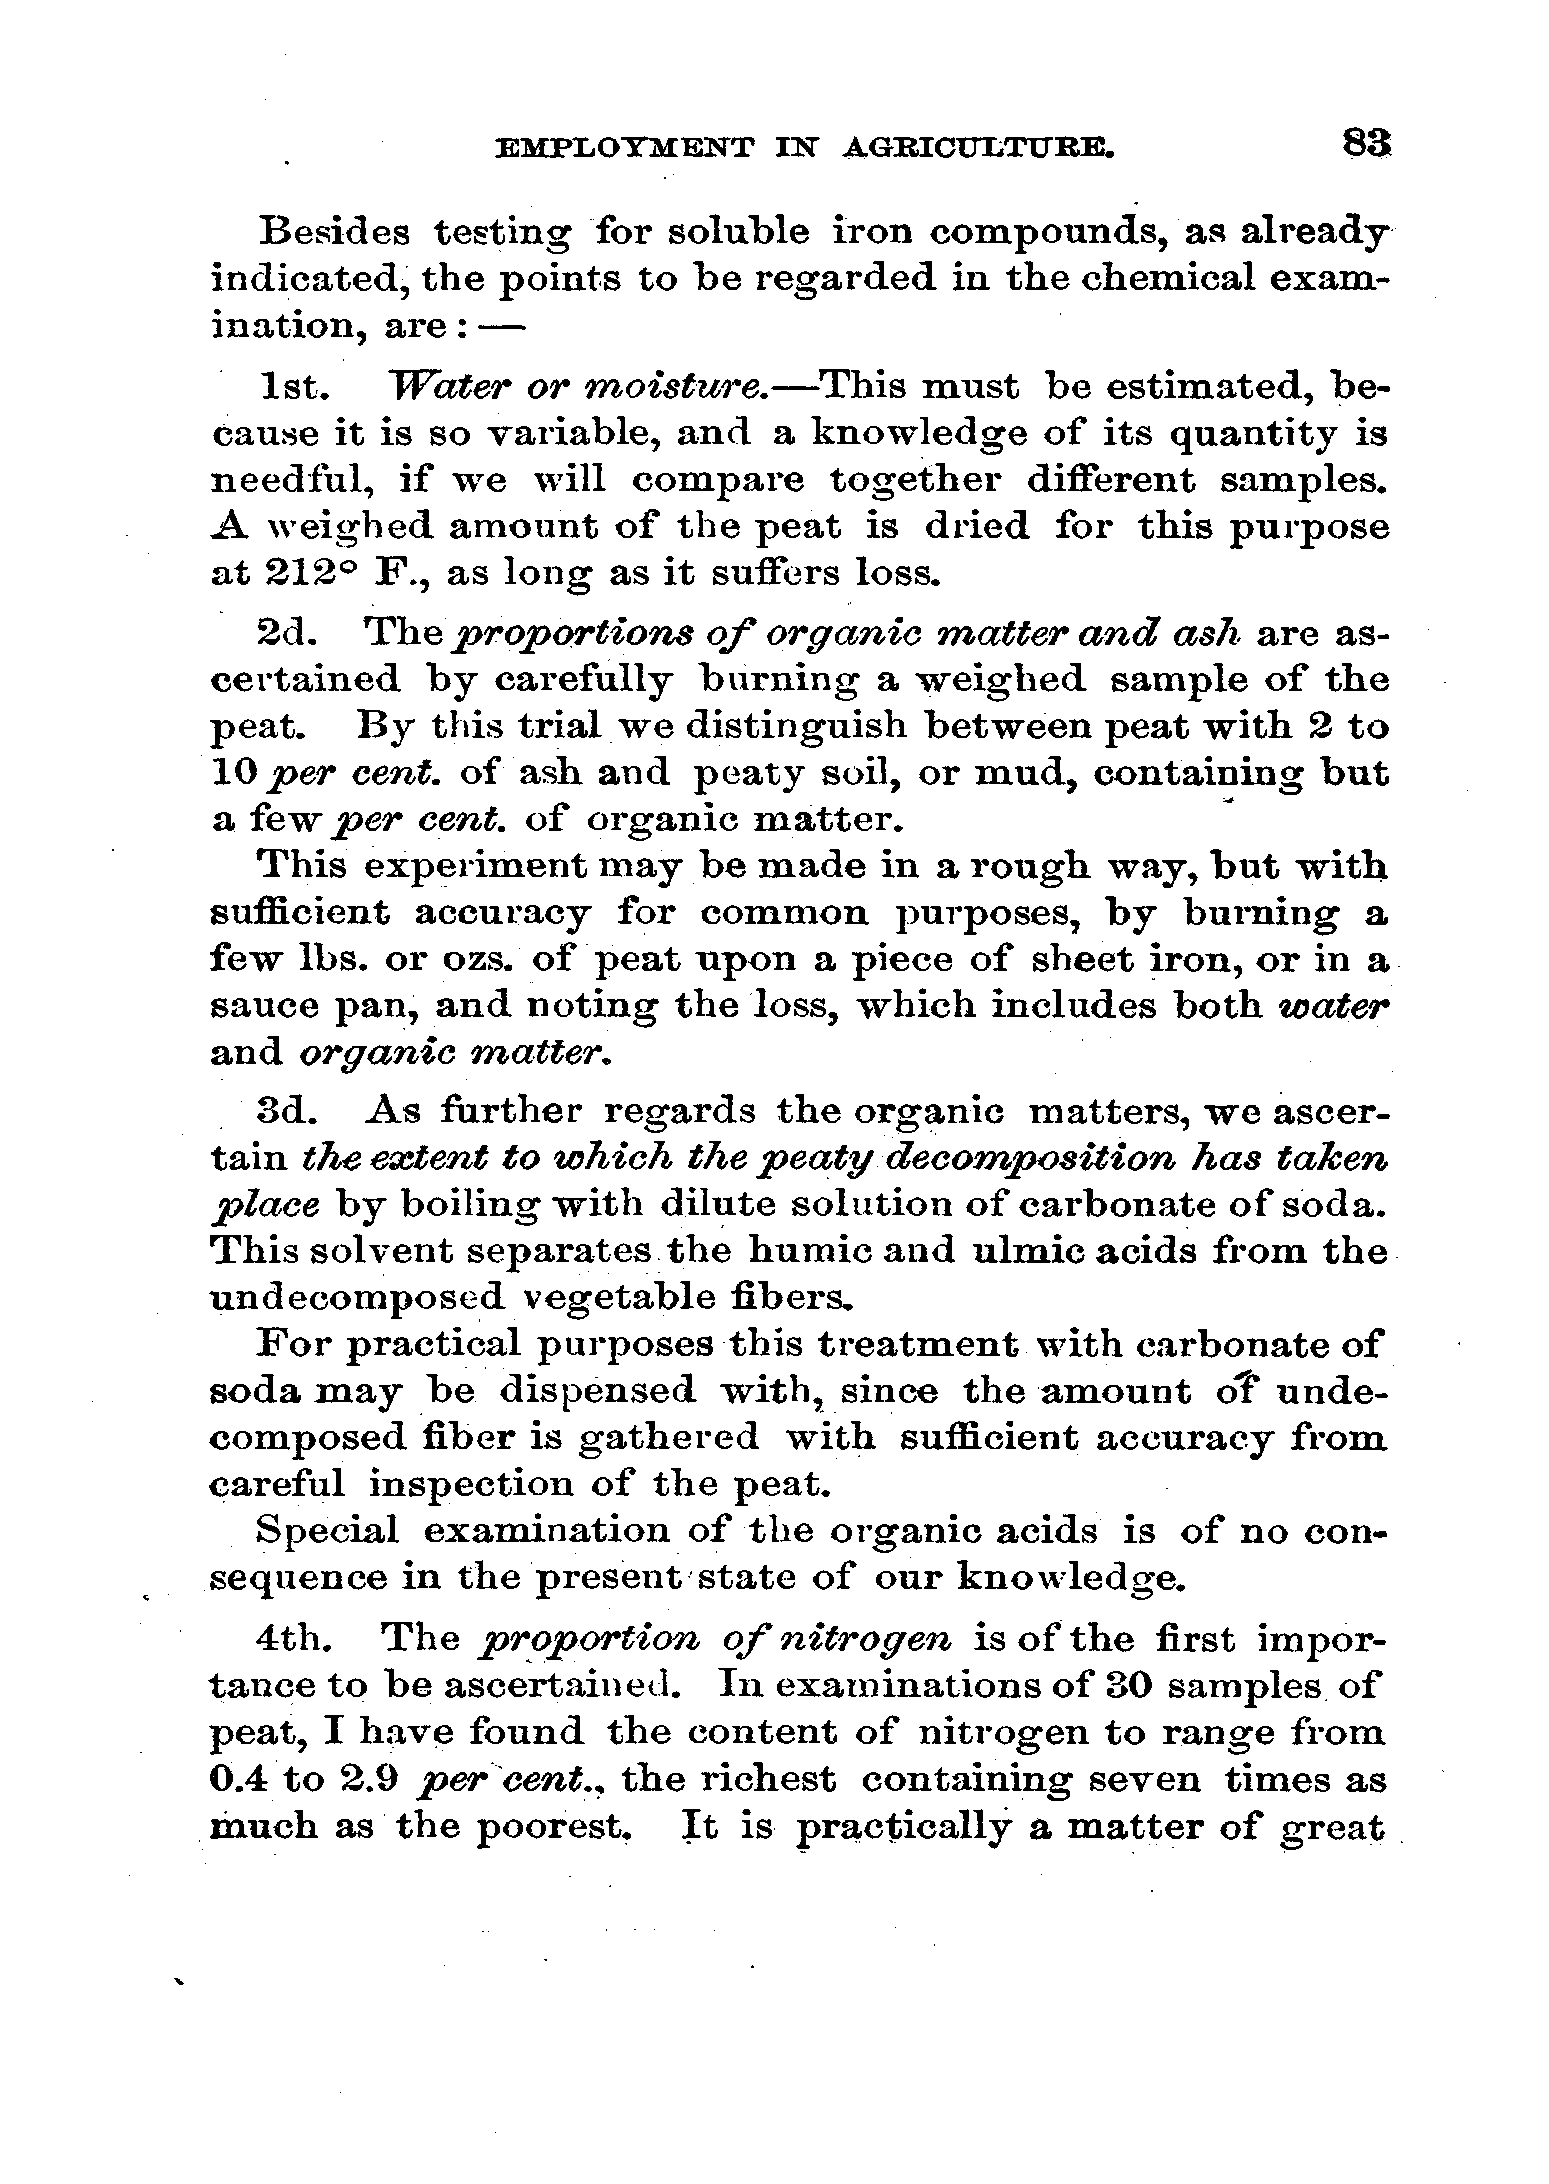 EMPLOYMENT IN AGRICULTURE. 83
Besides testing for soluble iron compounds, as already
indicated, the points to be regarded in the chemical exam-
ination, are : —
1st. Water or moisture.—This must be estimated, be-
cause it is so variable, and a knowledge of its quantity is
needful, if we will compare together different samples.
A weighed amount of the peat is dried for this purpose
at 212° F., as long as it suffers loss.
2d. The proportions of organic matter and ash are as-
certained by carefully burning a weighed sample of the
peat. By this trial we distinguish between peat with 2 to
10 per cent. of ash and peaty soil, or mud, containing but
a few per cent. of organic matter.
This experiment may be made in a rough way, but with
sufficient accuracy for common purposes, by burning a
few lbs. or ozs. of peat upon a piece of sheet iron, or in a
sauce pan, and noting the loss, which includes both water
and organic matter.
3d. As further regards the organic matters, we ascer-
tain the extent to which the peaty decomposition has taken
place by boiling with dilute solution of carbonate of soda.
This solvent separates the humic and ulmic acids from the
undecomposed vegetable fibers.
For practical purposes this treatment with carbonate of
soda may be dispensed with, since the amount of unde-
composed fiber is gathered with sufficient accuracy from
careful inspection of the peat.
Special examination of the organic acids is of no con-
sequence in the present state of our knowledge.
4th. The proportion of nitrogen is of the first impor-
tance to be ascertained. In examinations of 30 samples of
peat, I have found the content of nitrogen to range from
0.4 to 2.9 per cent., the richest containing seven times as
much as the poorest. It is practically a matter of great